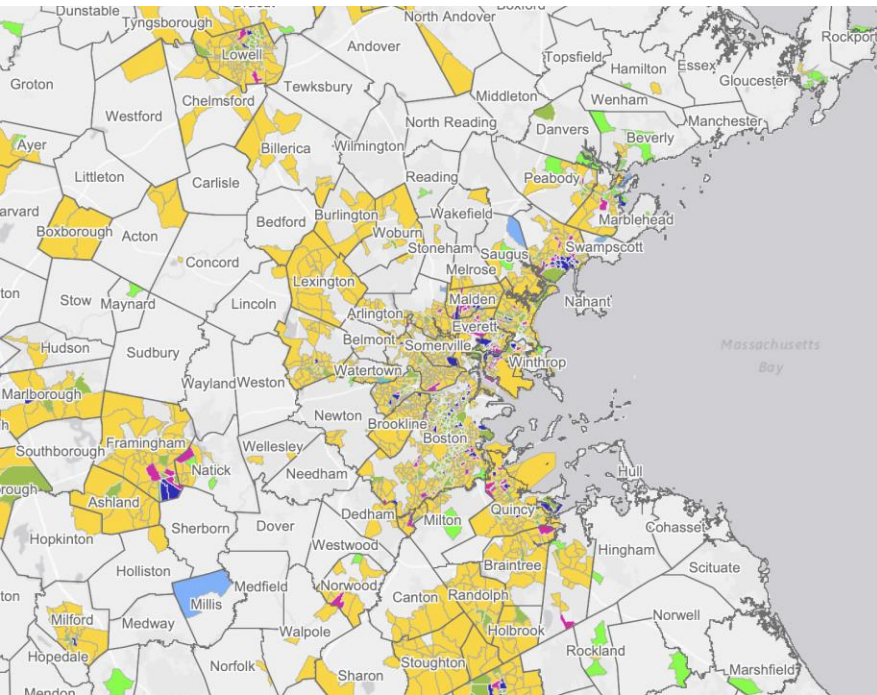 Dunstable
Tyngsborough
North Andover
Rockport
Andover
Lowell
Topsfield
Essex
Hamilton
Gloucester
Groton
Tewksbury
Middleton
Wenham
Chelmsford
Westford
North Reading
Manchester
Danvers
Beverly
Ayer
Billerica
Wilmington
Littleton
Reading
Peabody
Carlisle
arvard
Burlington
Wakefield
Marblehead
Boxborough
Acton
Bedford
Woburn
Stoneham
Swampscott
Saugus
Concord
Melrose
Lexington
ton
Stow
Maynard
Lincoln
Malden
Nahant
Arlington
Everett
Hudson
Belmont
Somerville
Massachusetts
Bay
Sudbury
Winthrop
Watertown
Wayland
Weston
Marlborough
Newton
Brookline
Boston
Framingham
Southborough
Wellesley
Natick
Needham
Hull
rough
Ashland
Quincy
Dedham
Milton
Cohasset
Sherborn
Dover
Hopkinton
Westwood
Hingham
Braintree
Scituate
Holliston
Medfield
Norwood
Canton
Randolph
ton
Millis
Norwell
Milford
Medway
Walpole
Holbrook
Rockland
Hopedale
Norfolk
Stoughton
Sharon
Marshfield
Mendon